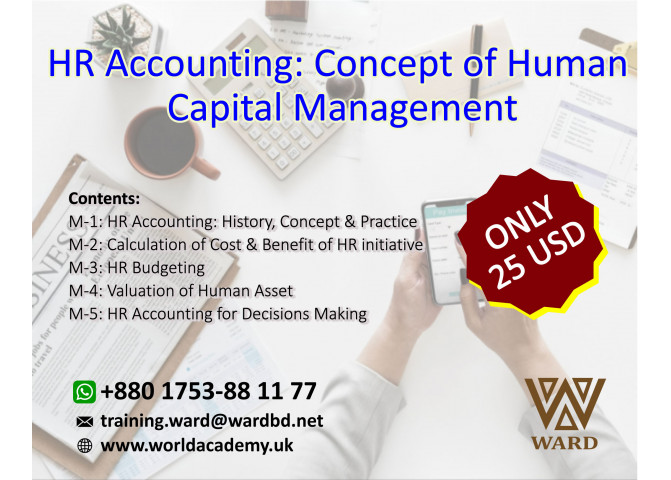 HR Accounting: Concept of Human
Capital Management
Contents:
M-1: HR Accounting: History, Concept & Practice
M-2: Calculation of Cost & Benefit of HR initiative
M-3: HR Budgeting
M-4: Valuation of Human Asset
M-5: HR Accounting for Decisions Making
ONLY
25 USD
BUSINESS
+880 1753-88 11 77
training.ward@wardbd.net
www.worldacademy.uk
WARD